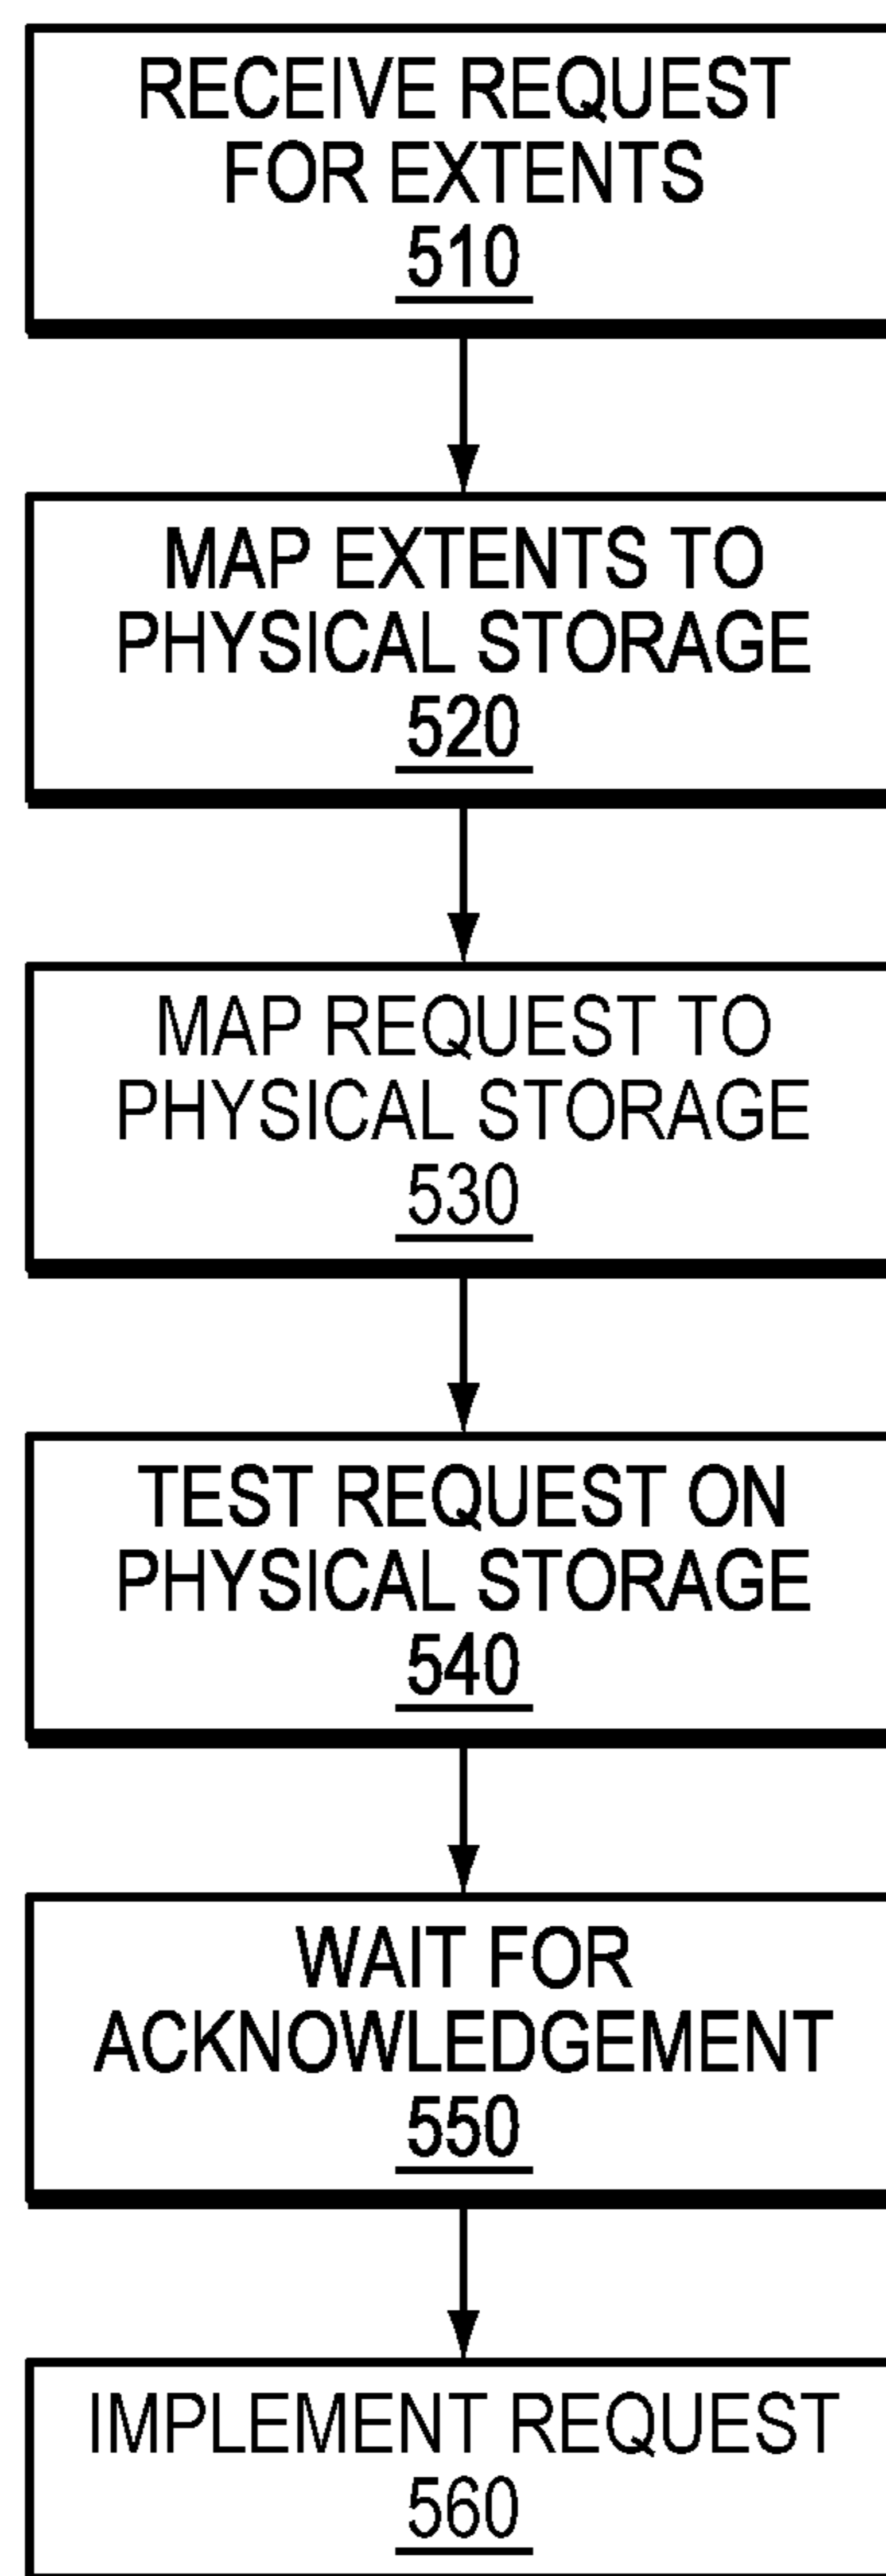 RECEIVE REQUEST
FOR EXTENTS
510
MAP EXTENTS TO
PHYSICAL STORAGE
520
MAP REQUEST TO
PHYSICAL STORAGE
530
TEST REQUEST ON
PHYSICAL STORAGE
540
WAIT FOR
ACKNOWLEDGEMENT
550
IMPLEMENT REQUEST
560